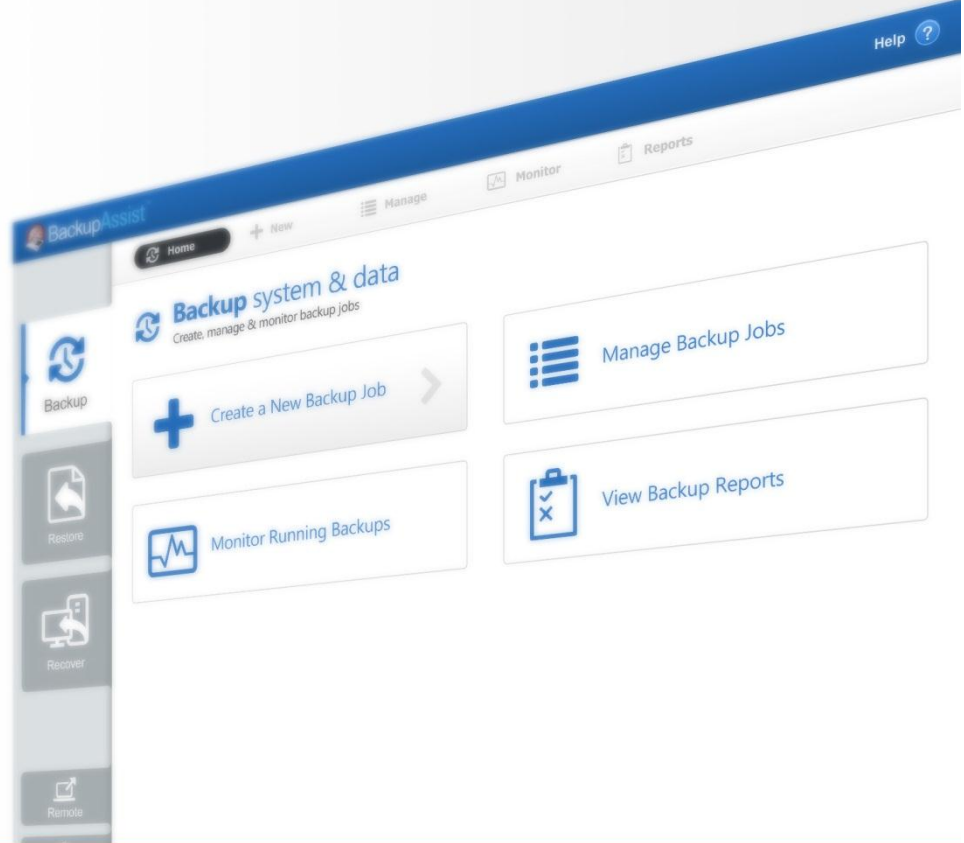 Help ?
BackupAssist™
Home
New
Manage
Monitor
Reports
Backup system & data
Create, manage & monitor backup jobs
Backup
Create a New Backup Job
Manage Backup Jobs
Restore
Monitor Running Backups
View Backup Reports
Recover
Remote